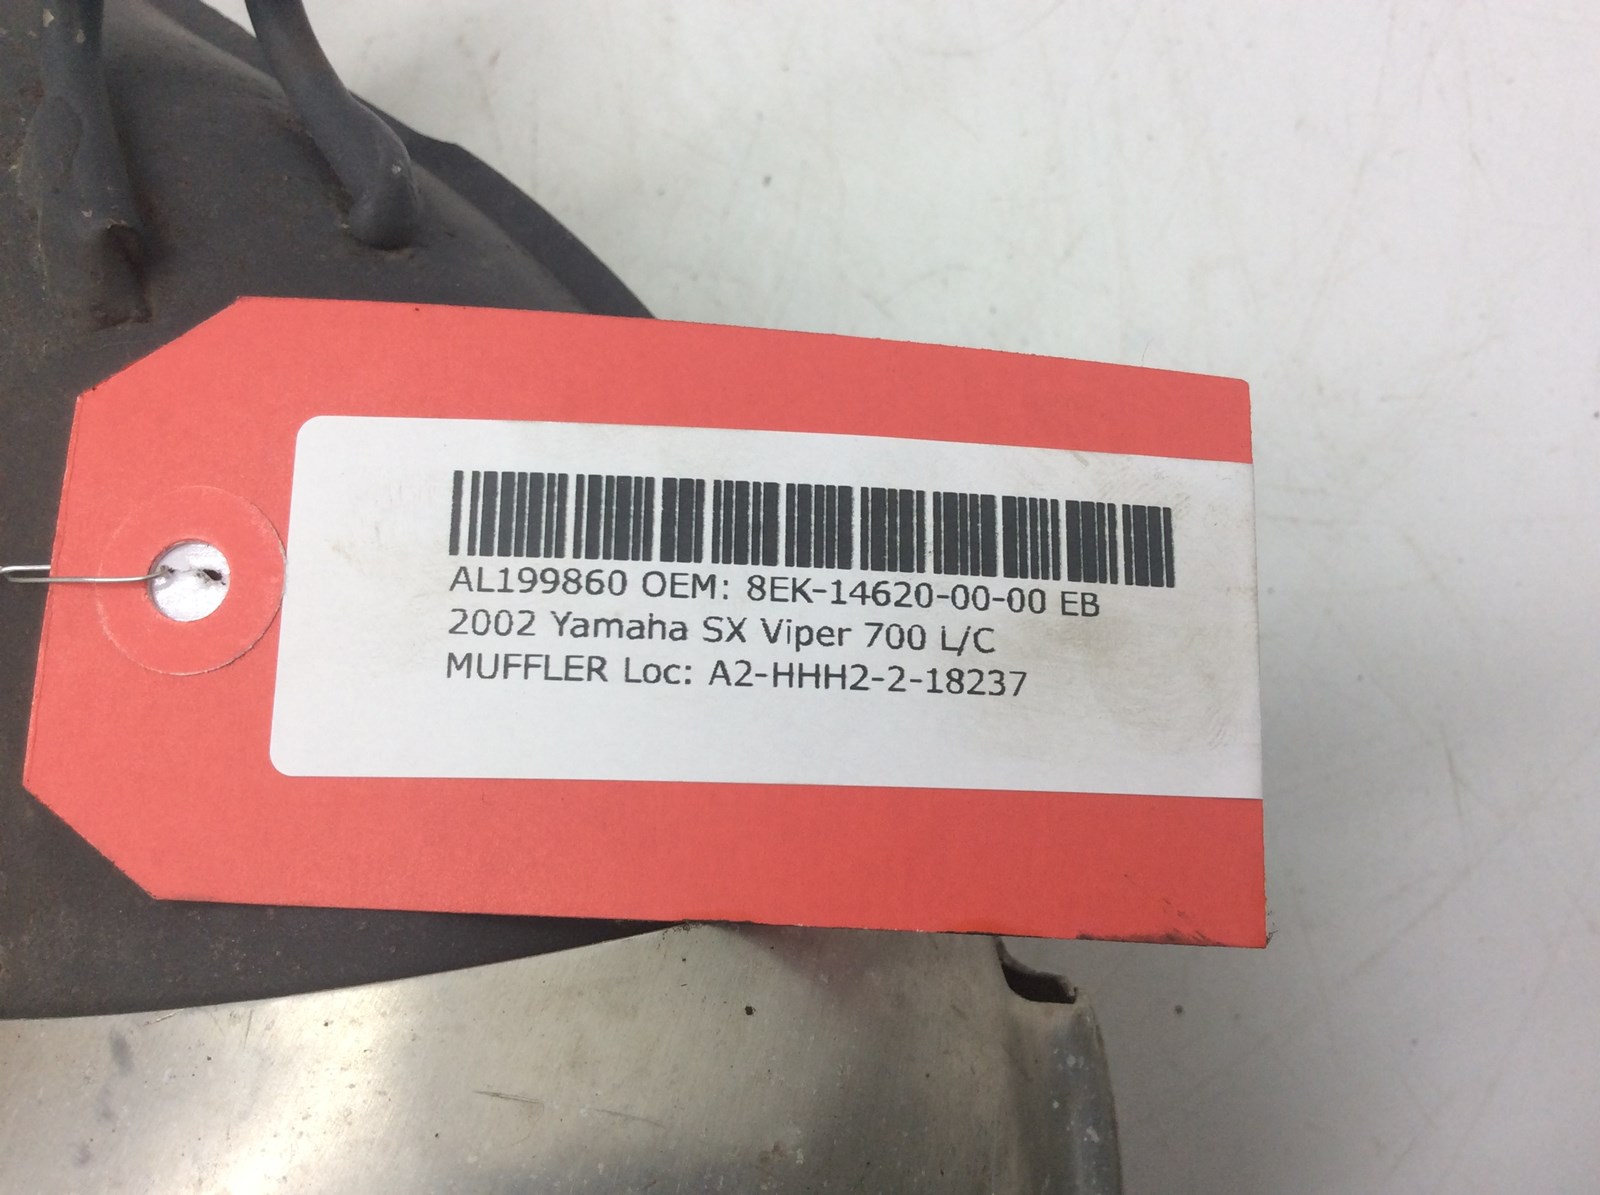 AL199860 OEM: 8EK-14620-00-00 EB
2002 Yamaha SX Viper 700 L/C
MUFFLER Loc: A2-HHH2-2-18237